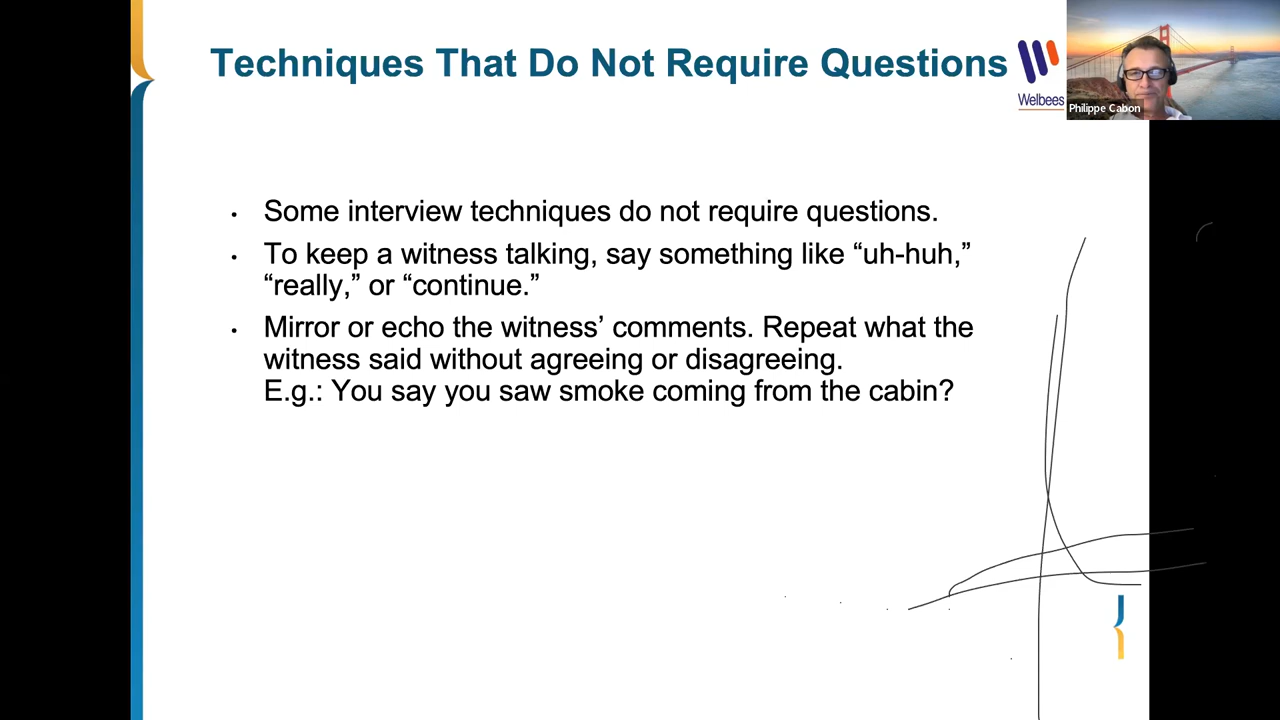 Techniques That Do Not Require Questions
Welbees
Philippe Cabon
• Some interview techniques do not require questions.
• To keep a witness talking, say something like “uh-huh,”
“really,” or “continue.”
• Mirror or echo the witness’ comments. Repeat what the
witness said without agreeing or disagreeing.
E.g.: You say you saw smoke coming from the cabin?